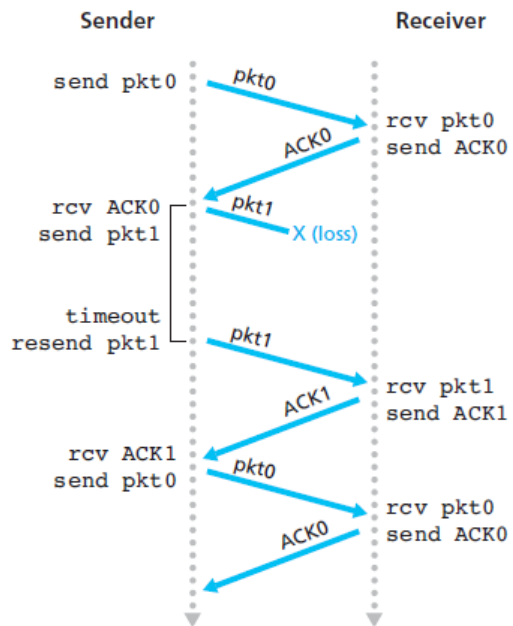 Sender
Receiver
send pkt0
pkt0
rcv pkt0
send ACK0
ACK0
rcv ACK0
send pkt1
pkt1
X (loss)
timeout
resend pkt1
pkt1
rcv pkt1
send ACK1
ACK1
rcv ACK1
send pkt0
pkt0
rcv pkt0
send ACK0
ACK0